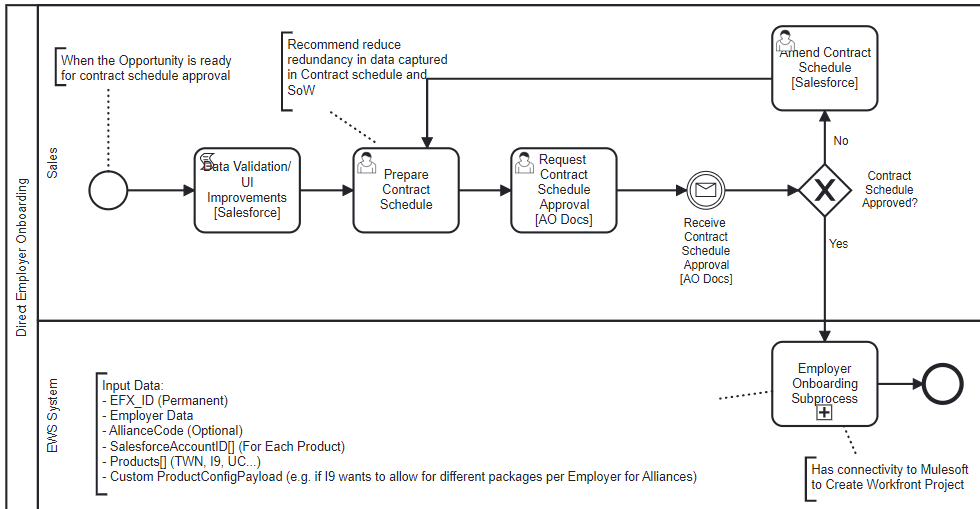 Direct Employer Onboarding
Sales
When the Opportunity is ready
for contract schedule approval
Recommend reduce
redundancy in data captured
in Contract schedule and
SoW
Data Validation/
UI
Improvements
[Salesforce]
Prepare
Contract
Schedule
Request
Contract
Schedule
Approval
[AO Docs]
Receive
Contract
Schedule
Approval
[AO Docs]
Amend Contract
Schedule
[Salesforce]
No
Contract
Schedule
Approved?
Yes
EWS System
Input Data:
- EFX_ID (Permanent)
- Employer Data
- AllianceCode (Optional)
- SalesforceAccountID[] (For Each Product)
- Products[] (TWN, I9, UC...)
- Custom ProductConfigPayload (e.g. if I9 wants to allow for different packages per Employer for Alliances)
Employer
Onboarding
Subprocess
Has connectivity to Mulesoft
to Create Workfront Project